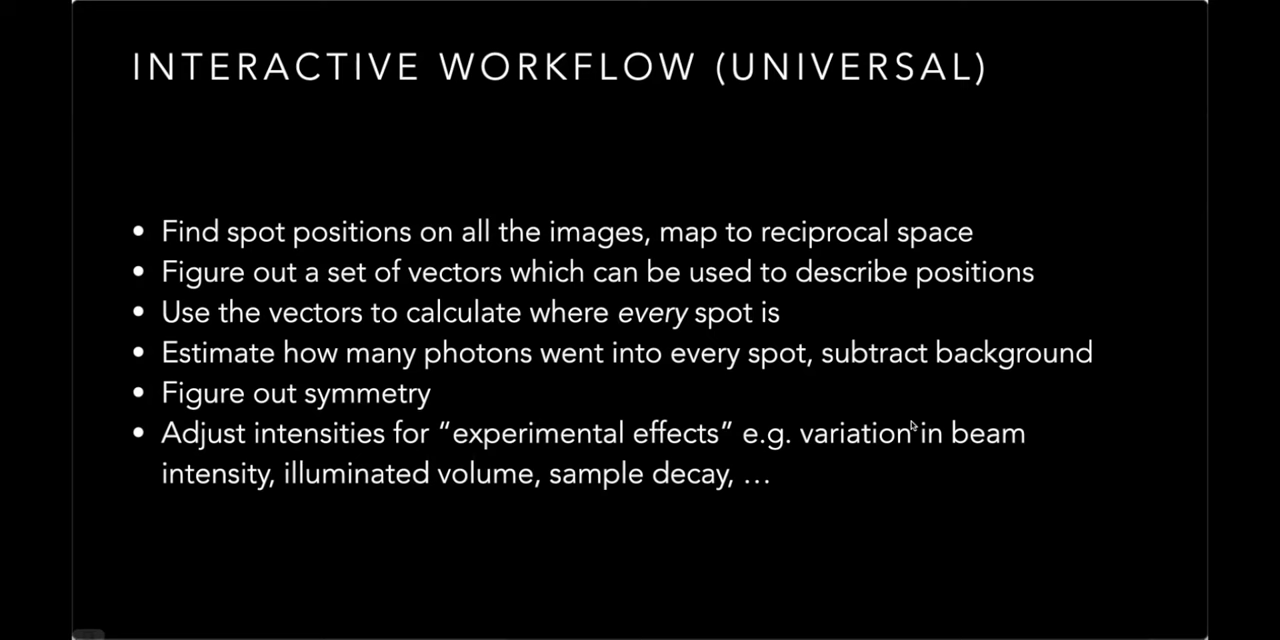 INTERACTIVE WORKFLOW (UNIVERSAL)
• Find spot positions on all the images, map to reciprocal space
• Figure out a set of vectors which can be used to describe positions
• Use the vectors to calculate where every spot is
• Estimate how many photons went into every spot, subtract background
• Figure out symmetry
• Adjust intensities for “experimental effects” e.g. variation in beam
intensity, illuminated volume, sample decay, …